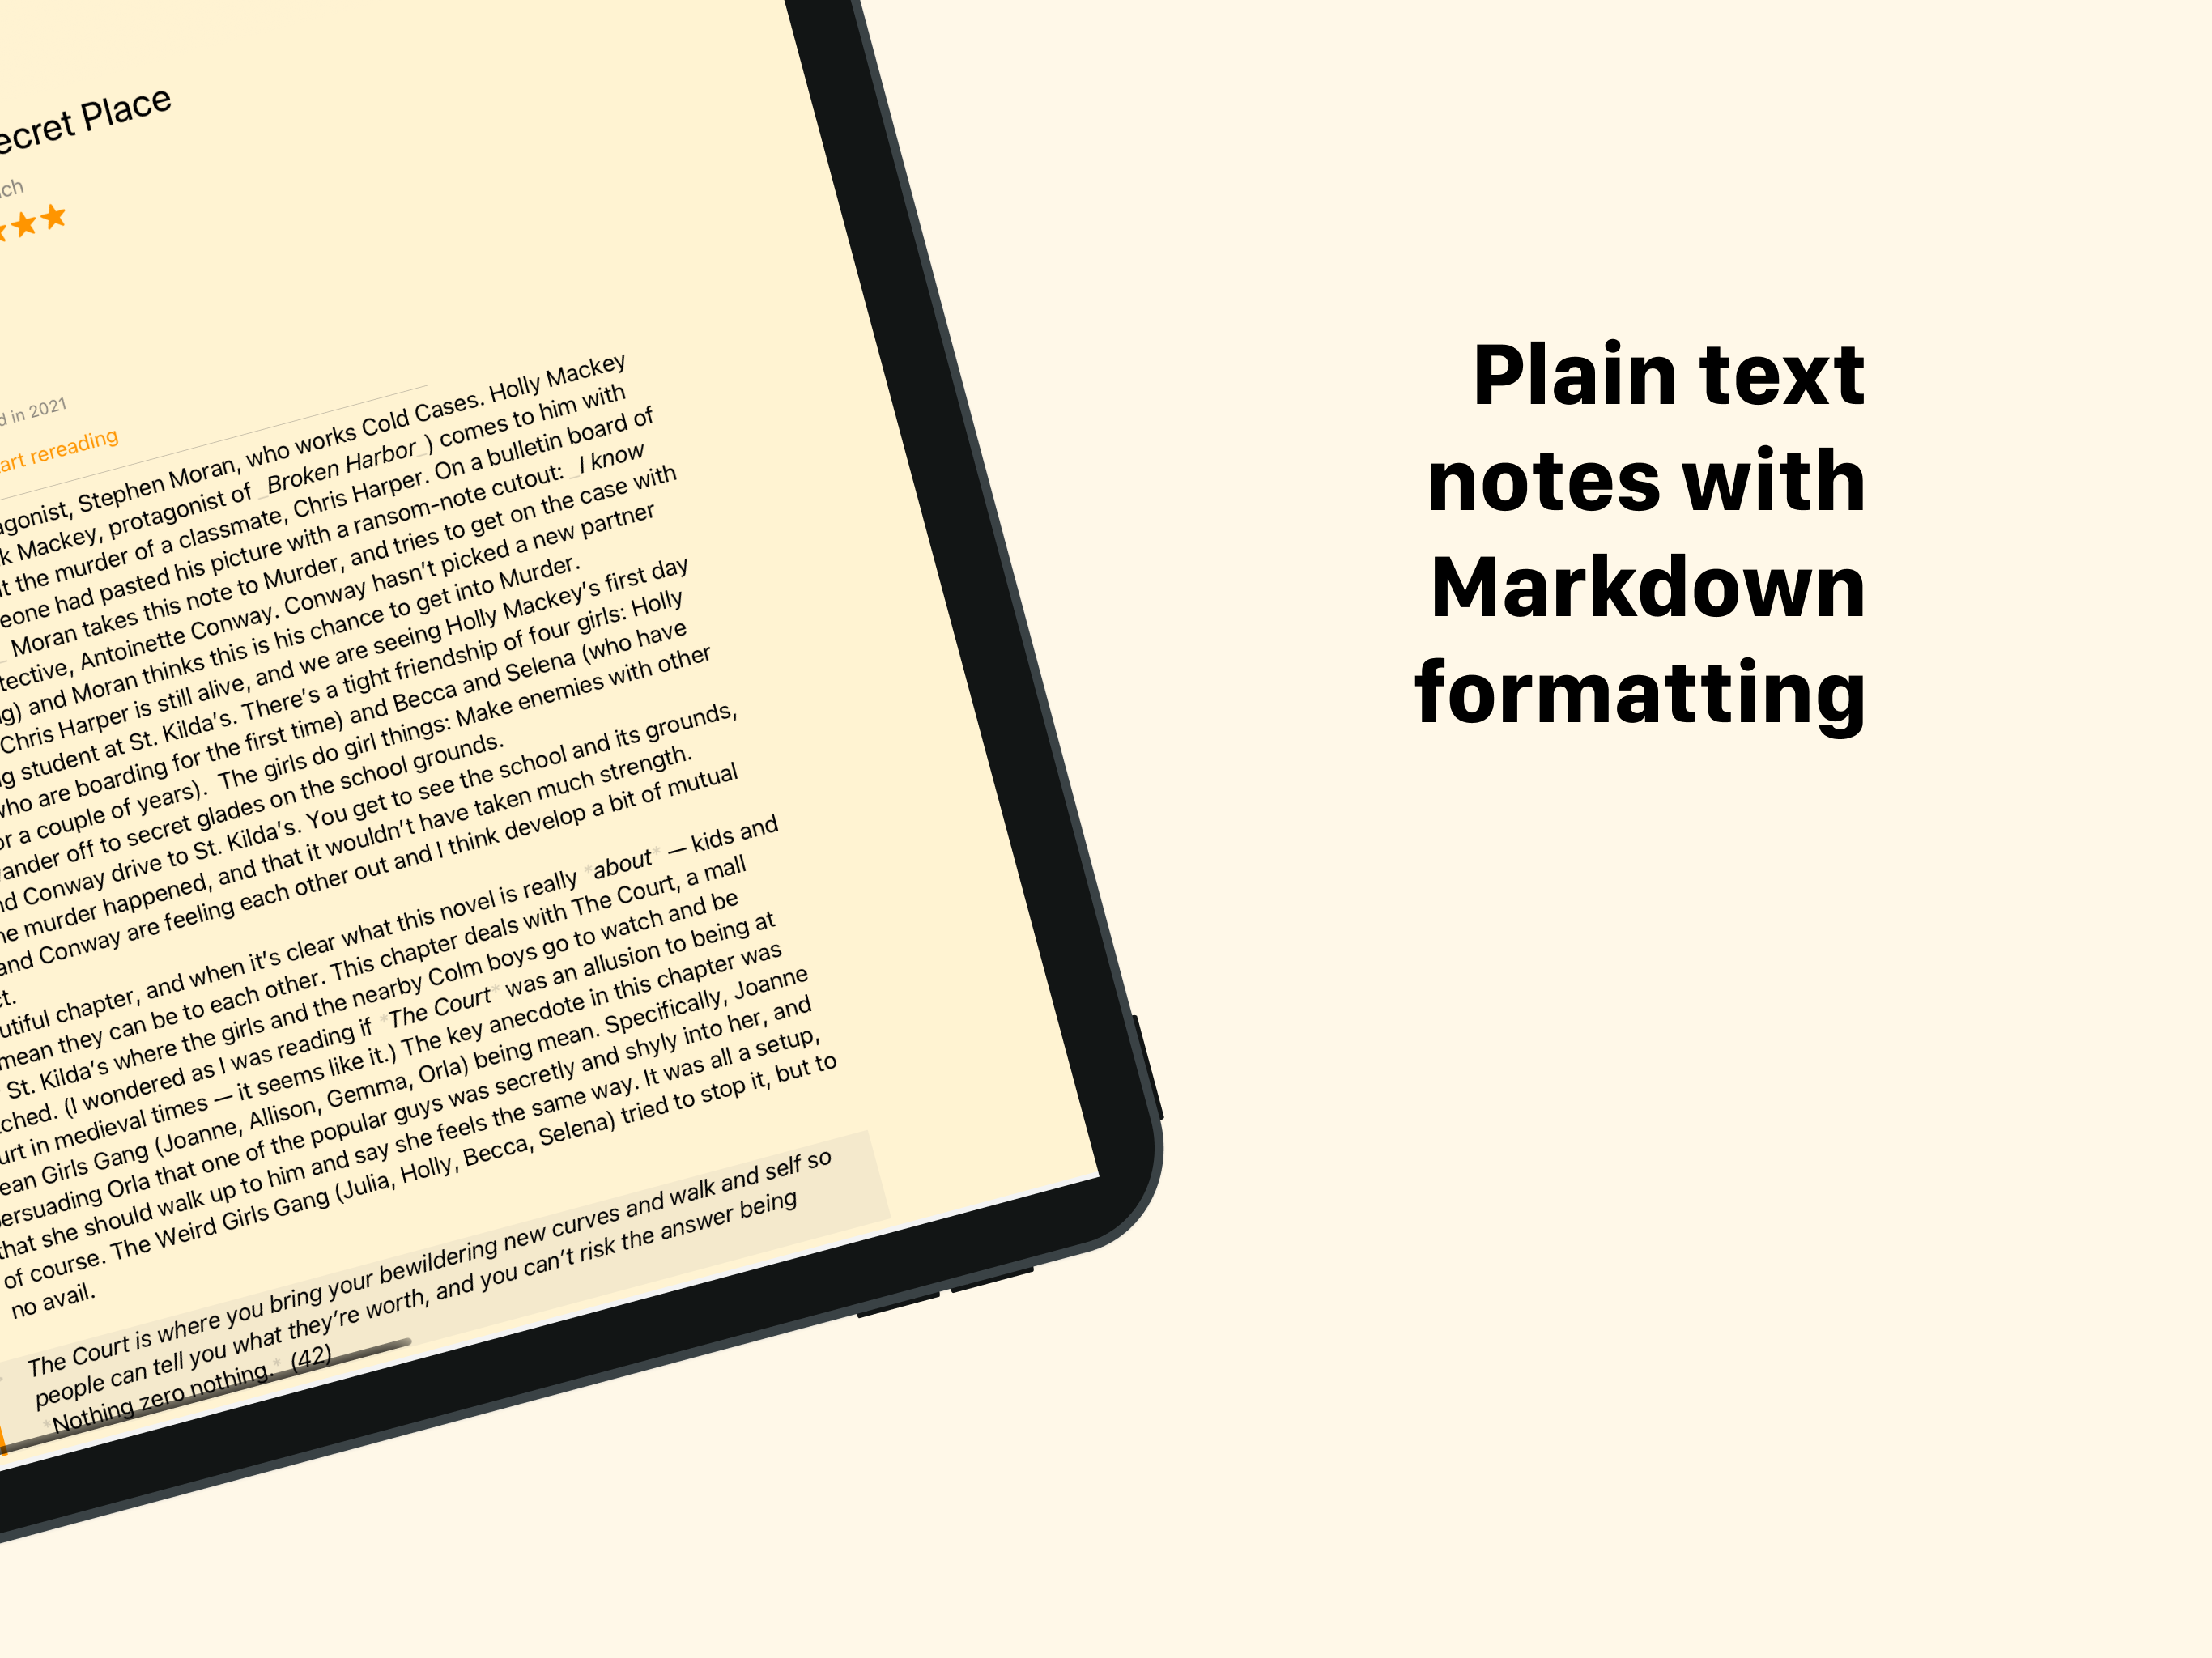 ecret Place
ch
d in 2021
art rereading
agonist, Stephen Moran, who works Cold Cases. Holly Mackey
k Mackey, protagonist of _Broken Harbor_) comes to him with
t the murder of a classmate, Chris Harper. On a bulletin board of
eone had pasted his picture with a ransom-note cutout: _I know
_ Moran takes this note to Murder, and tries to get on the case with
tective, Antoinette Conway. Conway hasn’t picked a new partner
g) and Moran thinks this is his chance to get into Murder.
Chris Harper is still alive, and we are seeing Holly Mackey’s first day
g student at St. Kilda’s. There’s a tight friendship of four girls: Holly
who are boarding for the first time) and Becca and Selena (who have
or a couple of years).  The girls do girl things: Make enemies with other
ander off to secret glades on the school grounds.
nd Conway drive to St. Kilda’s. You get to see the school and its grounds,
he murder happened, and that it wouldn’t have taken much strength.
and Conway are feeling each other out and I think develop a bit of mutual
ct.
utiful chapter, and when it’s clear what this novel is really *about* — kids and
mean they can be to each other. This chapter deals with The Court, a mall
St. Kilda’s where the girls and the nearby Colm boys go to watch and be
ched. (I wondered as I was reading if *The Court* was an allusion to being at
urt in medieval times — it seems like it.) The key anecdote in this chapter was
ean Girls Gang (Joanne, Allison, Gemma, Orla) being mean. Specifically, Joanne
ersuading Orla that one of the popular guys was secretly and shyly into her, and
that she should walk up to him and say she feels the same way. It was all a setup,
of course. The Weird Girls Gang (Julia, Holly, Becca, Selena) tried to stop it, but to
no avail.
The Court is where you bring your bewildering new curves and walk and self so
people can tell you what they’re worth, and you can’t risk the answer being
*Nothing zero nothing.* (42)
Plain text
notes with
Markdown
formatting